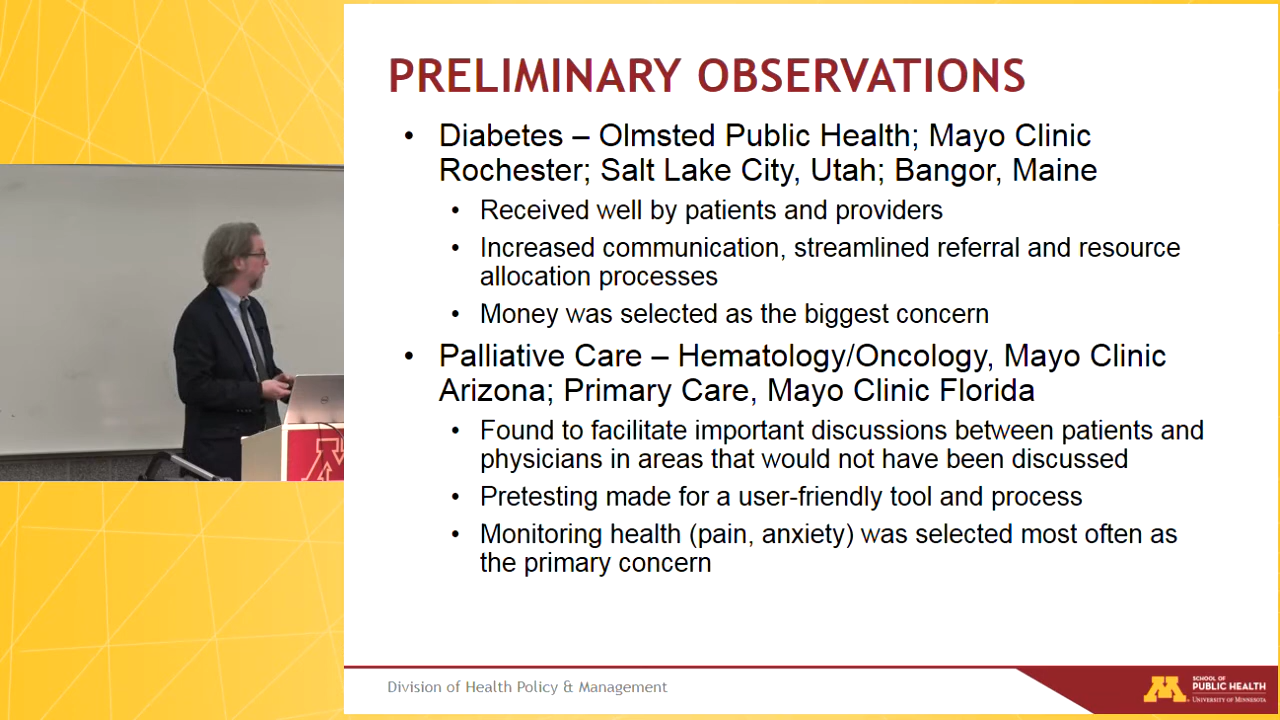 PRELIMINARY OBSERVATIONS
• Diabetes – Olmsted Public Health; Mayo Clinic
Rochester; Salt Lake City, Utah; Bangor, Maine
• Received well by patients and providers
• Increased communication, streamlined referral and resource
allocation processes
• Money was selected as the biggest concern
• Palliative Care – Hematology/Oncology, Mayo Clinic
Arizona; Primary Care, Mayo Clinic Florida
• Found to facilitate important discussions between patients and
physicians in areas that would not have been discussed
• Pretesting made for a user-friendly tool and process
• Monitoring health (pain, anxiety) was selected most often as
the primary concern
Division of Health Policy & Management
M
SCHOOL OF
PUBLIC HEALTH
UNIVERSITY OF MINNESOTA
M